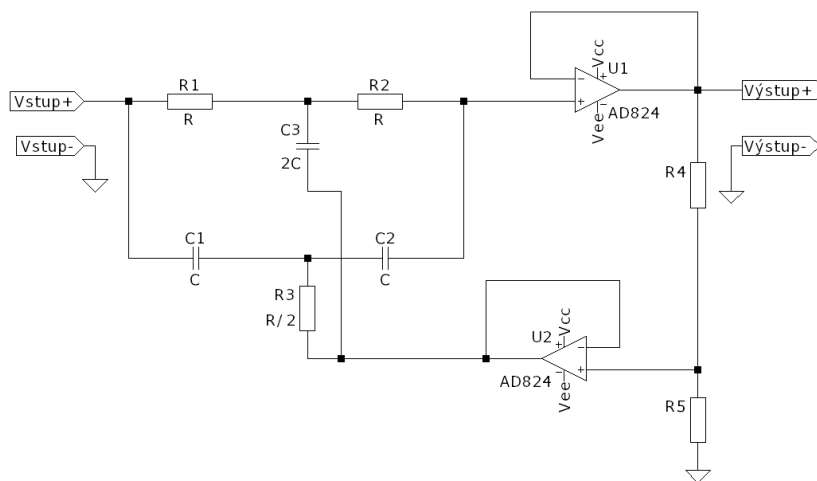 Vcc
U1
R1
R2
Vstup+
Výstup+
R
R
Vee
AD824
C3
Vstup-
Výstup-
2C
R4
C1
C2
C
C
R3
R/2
Vcc
U2
AD824
Vee
R5